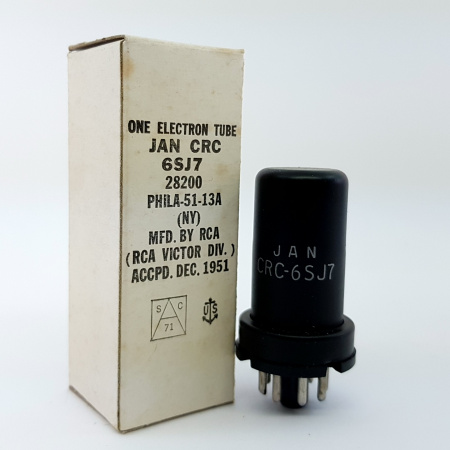 ONE ELECTRON TUBE
JAN CRC
6SJ7
28200
PHILA-51-13A
(NY)
MFD. BY RCA
(RCA VICTOR DIV.)
ACCPD. DEC. 1951
S C
71
U S
JAN
CRC-6SJ7